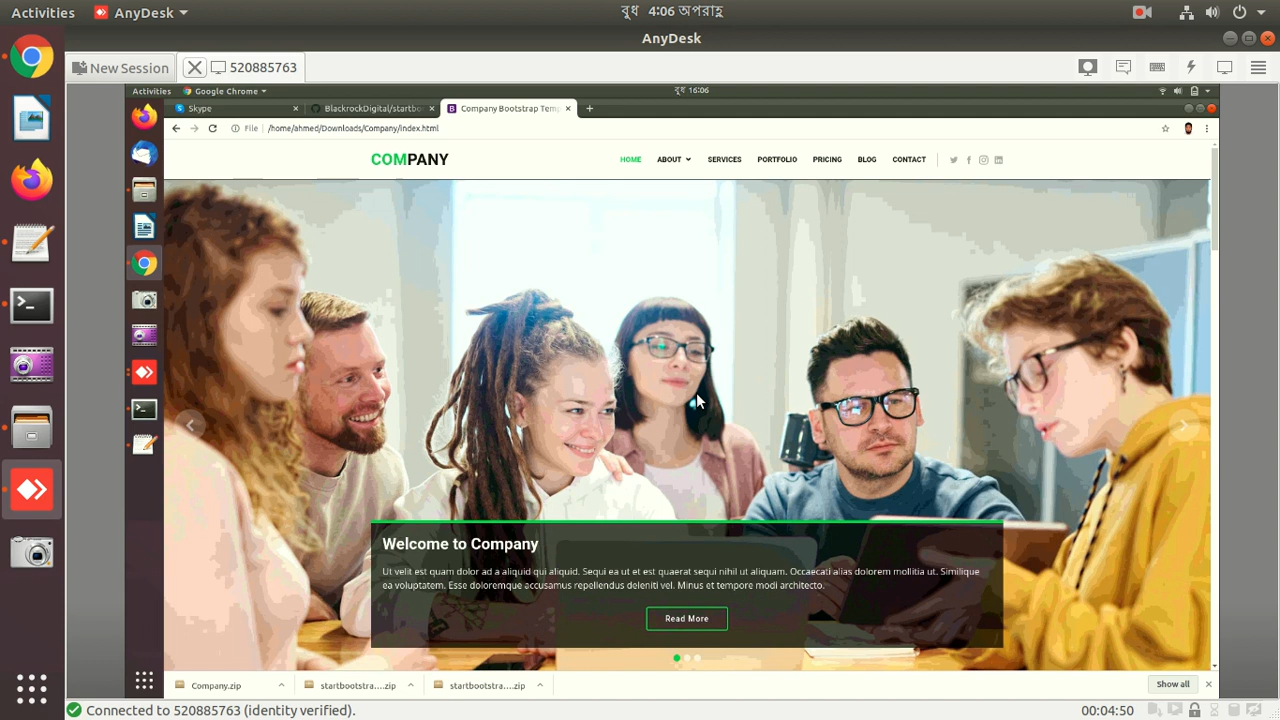 Activities AnyDesk বুধ 4:06 অপরাহ্ণ
AnyDesk
New Session 520885763
Activities Google Chrome বুধ 16:06
Skype BlackrockDigital/startbo Company Bootstrap Tem
File /home/ahmed/Downloads/Company/index.html
COMPANY HOME ABOUT SERVICES PORTFOLIO PRICING BLOG CONTACT
Welcome to Company
Ut velit est quam dolor ad a aliquid qui aliquid. Sequi ea ut et est quaerat sequi nihil ut aliquam. Occaecati alias dolorem mollitia ut. Similique
ea voluptatem. Esse doloremque accusamus repellendus deleniti vel. Minus et tempore modi architecto.
Read More
Company.zip startbootstra....zip startbootstra....zip Show all
Connected to 520885763 (identity verified). 00:04:50